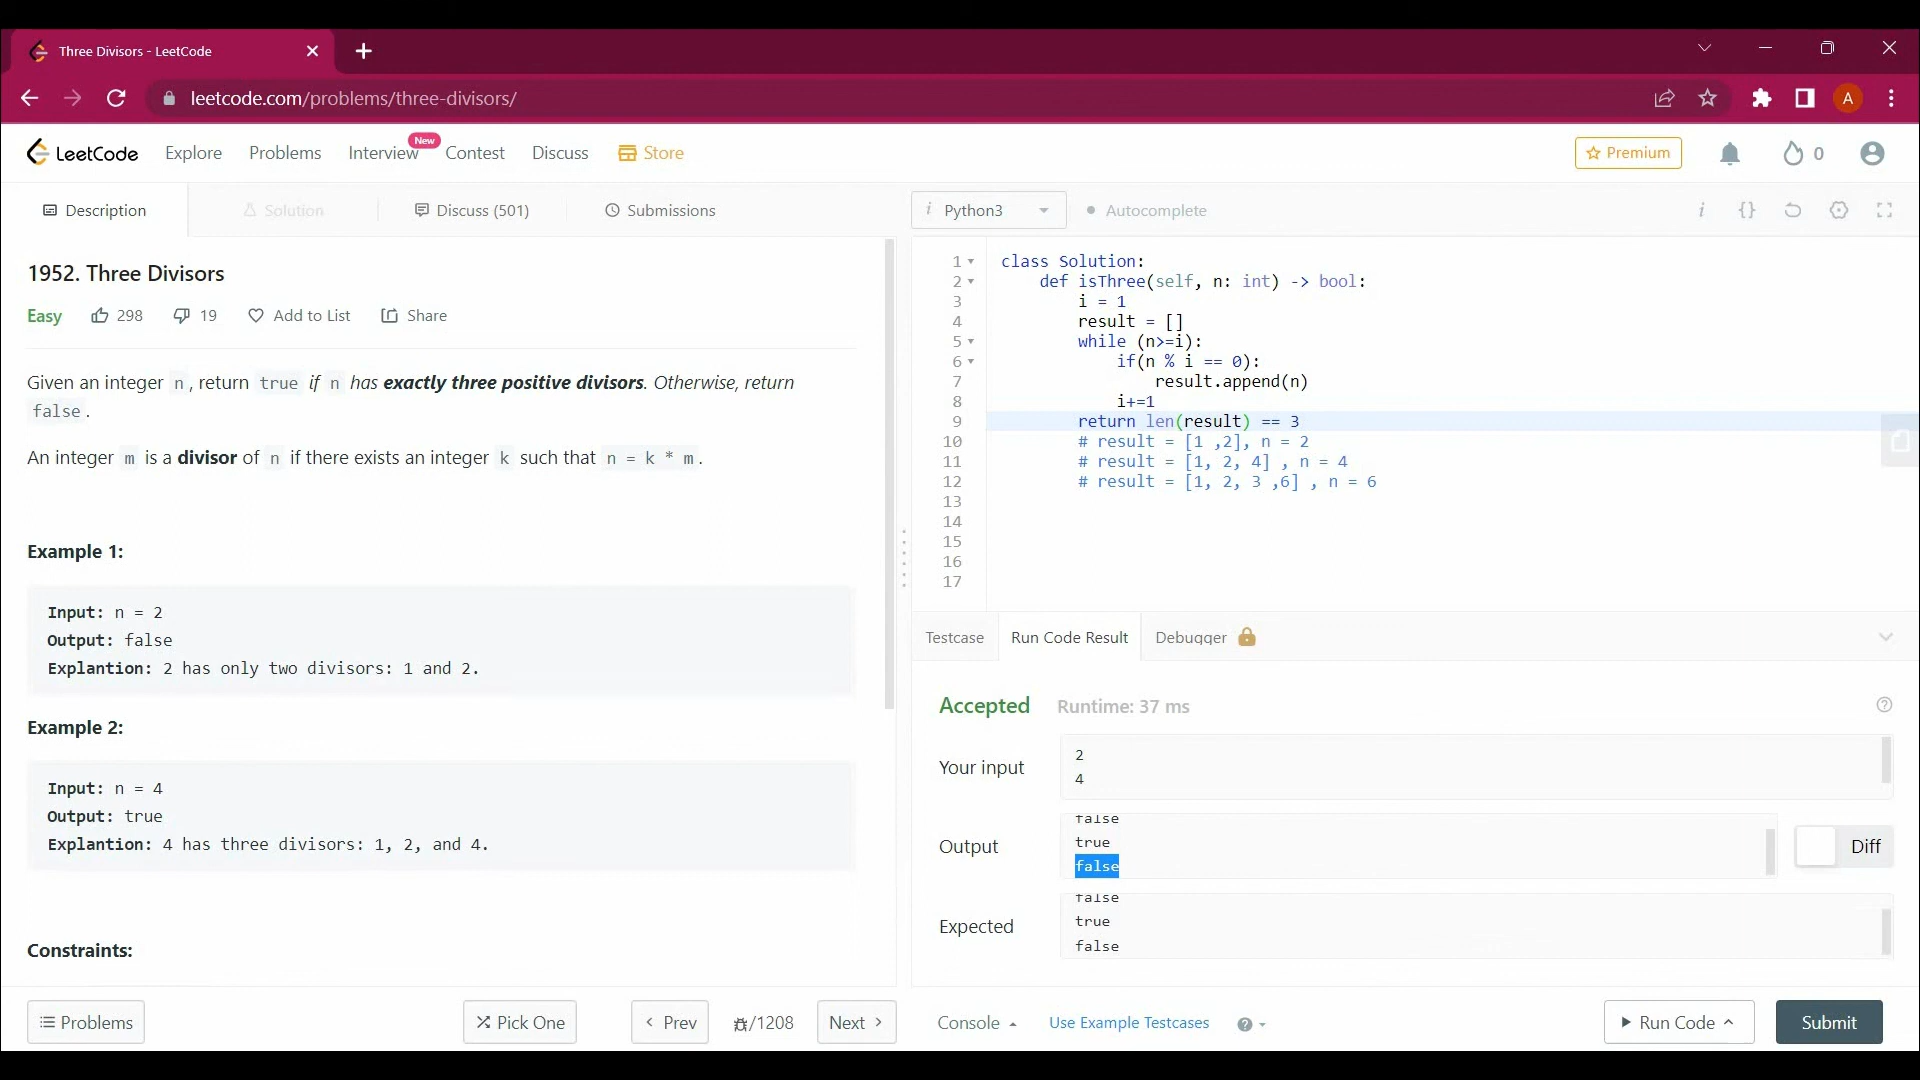 Three Divisors - LeetCode
leetcode.com/problems/three-divisors/
A
LeetCode
Explore
Problems
Interview
New
Contest
Discuss
Store
Premium
0
Description
Solution
Discuss (501)
Submissions
i Python3
Autocomplete
i {}
1952. Three Divisors
Easy
298
19
Add to List
Share
Given an integer n, return true if n has exactly three positive divisors. Otherwise, return
false.
An integer m is a divisor of n if there exists an integer k such that n = k * m.
Example 1:
Input: n = 2
Output: false
Explantion: 2 has only two divisors: 1 and 2.
Example 2:
Input: n = 4
Output: true
Explantion: 4 has three divisors: 1, 2, and 4.
Constraints:
Problems
Pick One
Prev
/1208
Next
1 class Solution:
2     def isThree(self, n: int) -> bool:
3         i = 1
4         result = []
5         while (n>=i):
6             if(n % i == 0):
7                 result.append(n)
8             i+=1
9         return len(result) == 3
10         # result = [1 ,2], n = 2
11         # result = [1, 2, 4] , n = 4
12         # result = [1, 2, 3 ,6] , n = 6
13
14
15
16
17
Testcase
Run Code Result
Debugger
Accepted
Runtime: 37 ms
?
Your input
2
4
Output
false
true
false
Diff
Expected
false
true
false
Console
Use Example Testcases
?
Run Code
Submit